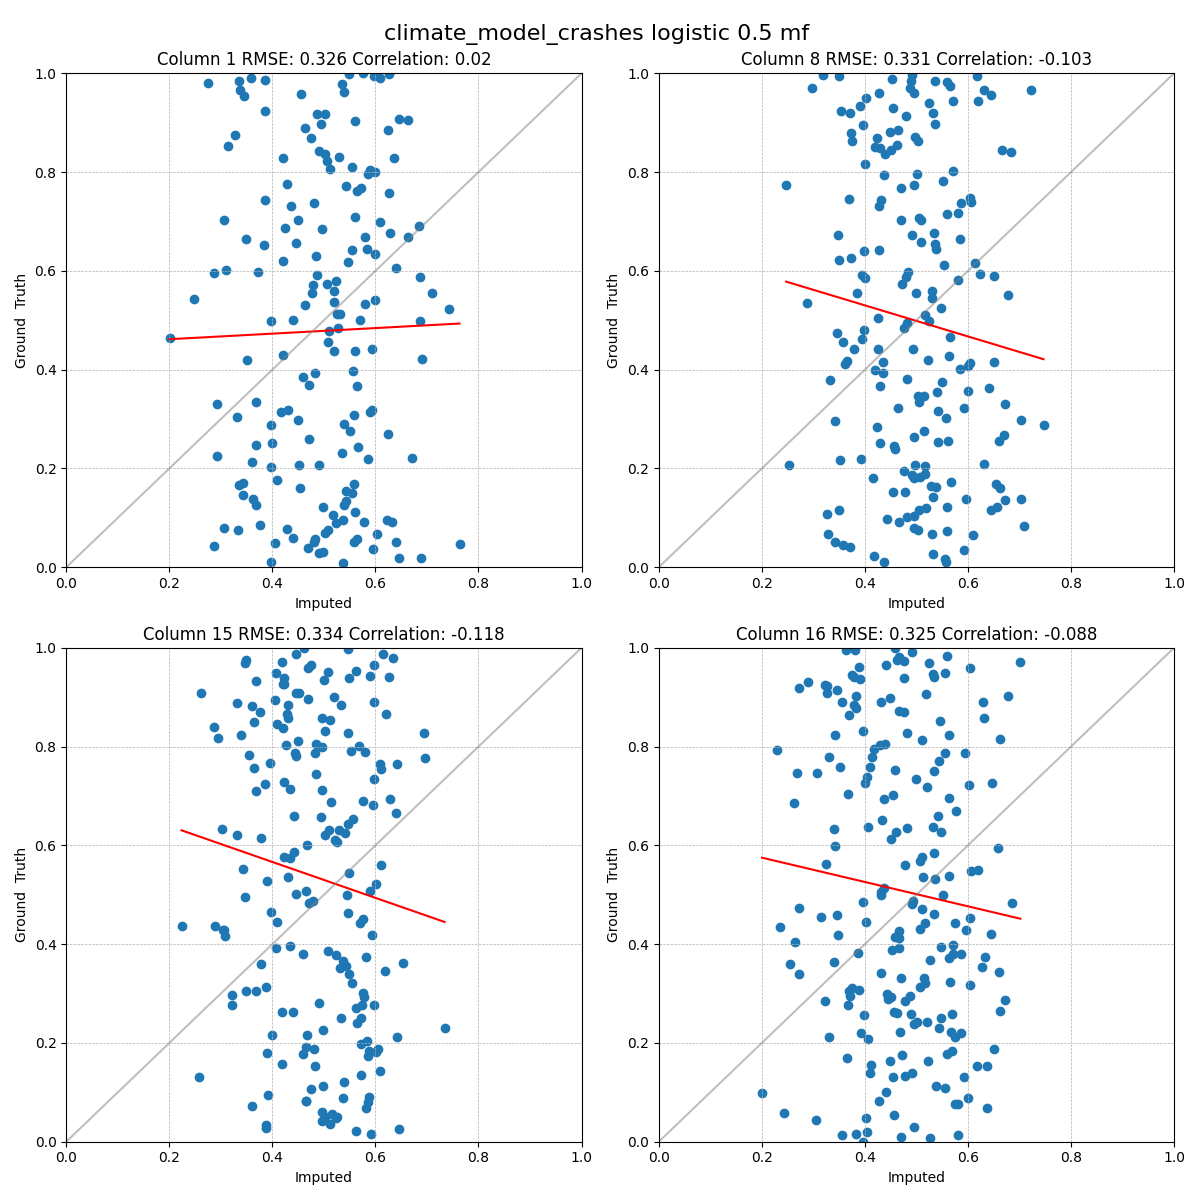 climate_model_crashes logistic 0.5 mf
Column 1 RMSE: 0.326 Correlation: 0.02
Column 8 RMSE: 0.331 Correlation: -0.103
1.0
0.8
0.6
0.4
0.2
0.0
Ground  Truth
0.0 0.2 0.4 0.6 0.8 1.0
Imputed
1.0
0.8
0.6
0.4
0.2
0.0
Ground  Truth
0.0 0.2 0.4 0.6 0.8 1.0
Imputed
Column 15 RMSE: 0.334 Correlation: -0.118
Column 16 RMSE: 0.325 Correlation: -0.088
1.0
0.8
0.6
0.4
0.2
0.0
Ground  Truth
0.0 0.2 0.4 0.6 0.8 1.0
Imputed
1.0
0.8
0.6
0.4
0.2
0.0
Ground  Truth
0.0 0.2 0.4 0.6 0.8 1.0
Imputed